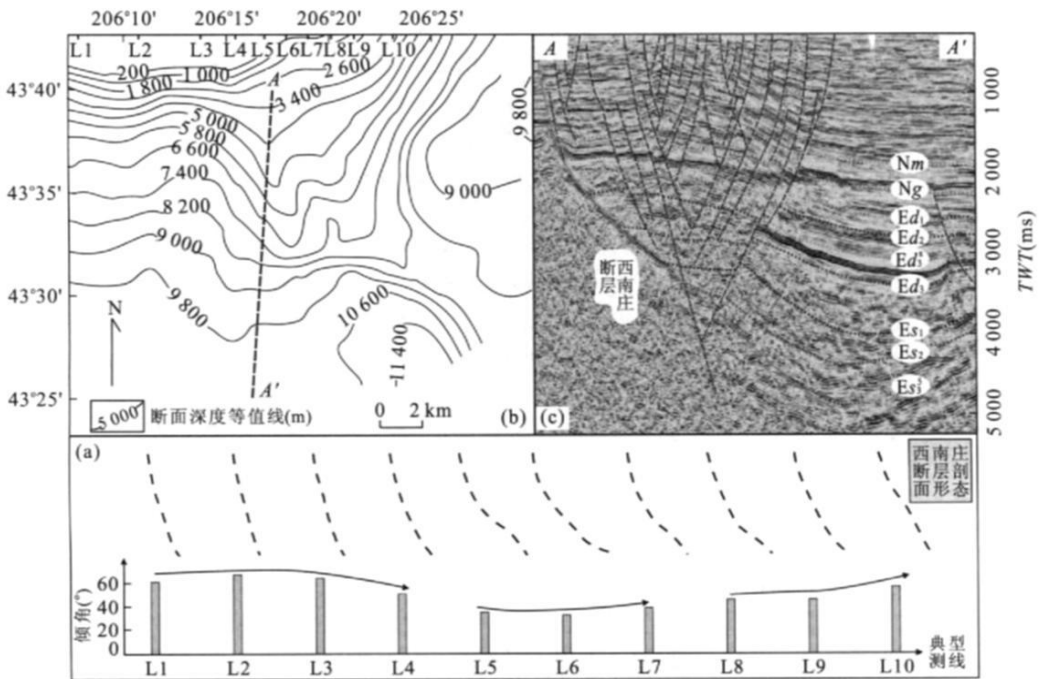 206°10′ 206°15′ 206°20′ 206°25′
L1 L2 L3 L4 L5 L6 L7 L8 L9 L10
43°40′
43°35′
43°30′
43°25′
200
1 000
1 800
2 600
3 400
5 000
5 800
6 600
7 400
8 200
9 000
9 800
10 600
11 400
9 000
9 800
A
A′
N
5 000
断面深度等值线(m)
0 2 km
(b)
A
A′
西南庄
断层
Nm
Ng
Ed₁
Ed₂
Ed₃
Es₁
Es₂
(c)
1 000
2 000
3 000
4 000
5 000
TWT(ms)
(a)
西南庄
断层剖
面形态
倾角(°)
60
40
20
0
L1 L2 L3 L4 L5 L6 L7 L8 L9 L10
典型
测线